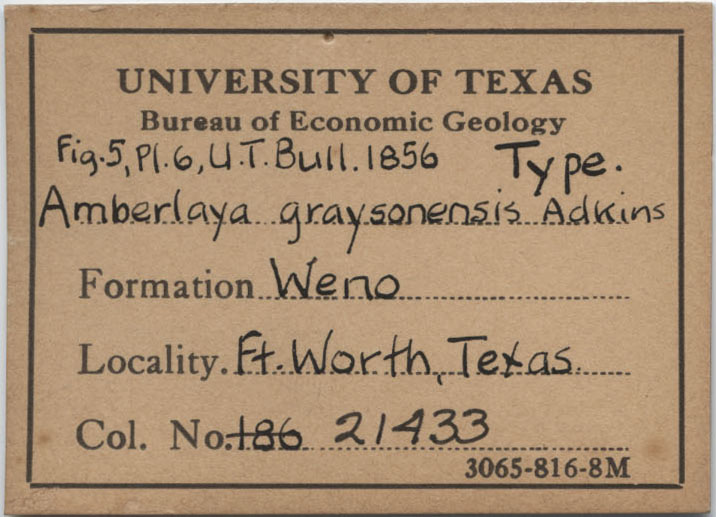 UNIVERSITY OF TEXAS
Bureau of Economic Geology
Fig.5, Pl.6, U.T. Bull. 1856 Type.
Amberlaya graysonensis Adkins
Formation Weno
Locality. Ft. Worth, Texas.
Col. No. 186 21433
3065-816-8M